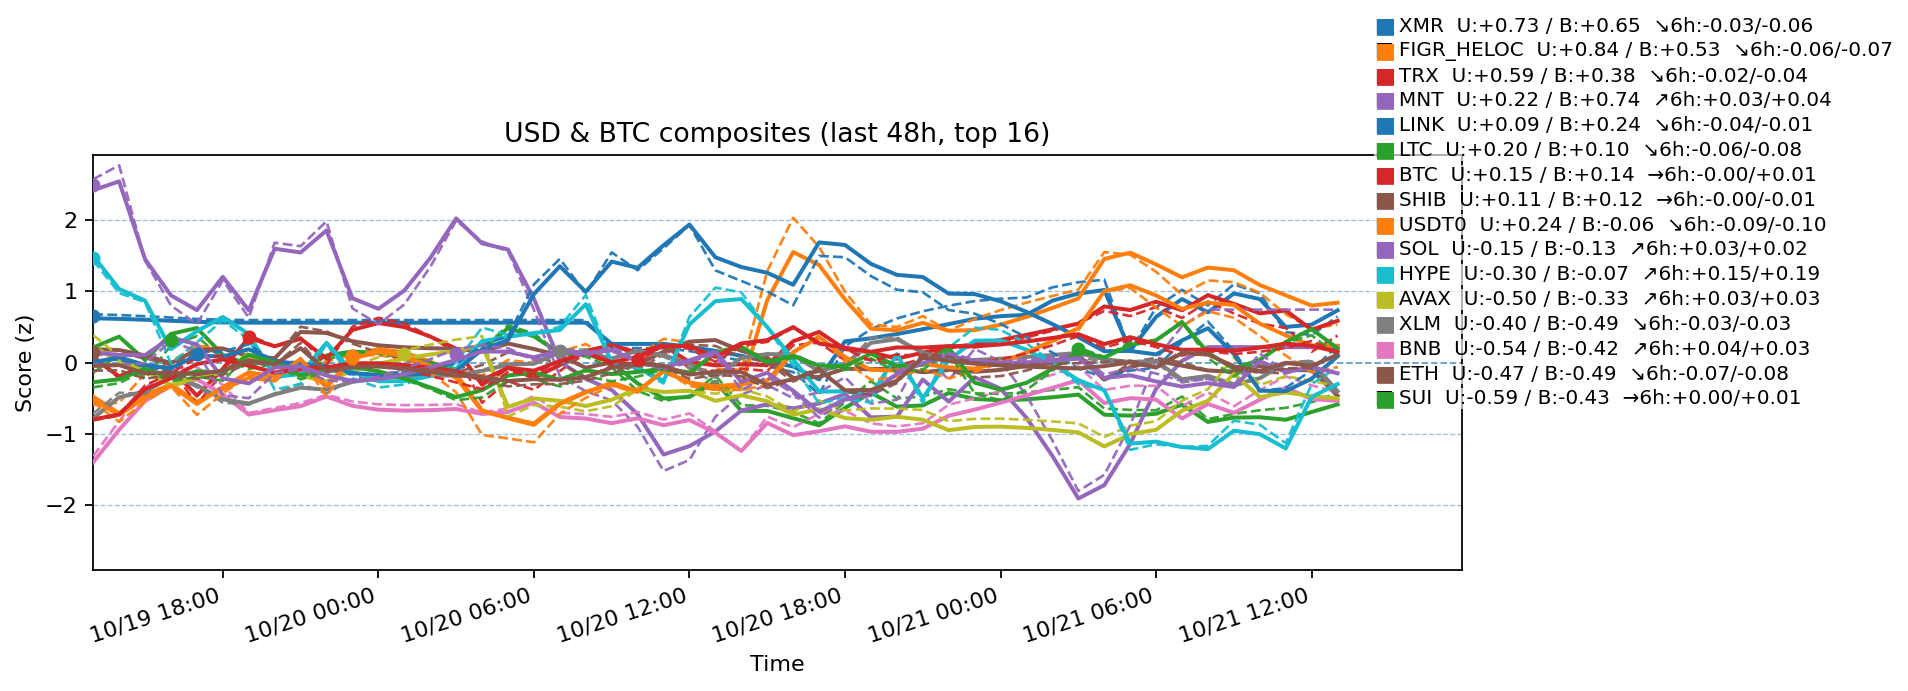 XMR U:+0.73 / B:+0.65 ↘6h:-0.03/-0.06
FIGR_HELOC U:+0.84 / B:+0.53 ↘6h:-0.06/-0.07
TRX U:+0.59 / B:+0.38 ↘6h:-0.02/-0.04
MNT U:+0.22 / B:+0.74 ↗6h:+0.03/+0.04
LINK U:+0.09 / B:+0.24 ↘6h:-0.04/-0.01
LTC U:+0.20 / B:+0.10 ↘6h:-0.06/-0.08
BTC U:+0.15 / B:+0.14 →6h:-0.00/+0.01
SHIB U:+0.11 / B:+0.12 →6h:-0.00/-0.01
USDT0 U:+0.24 / B:-0.06 ↘6h:-0.09/-0.10
SOL U:-0.15 / B:-0.13 ↗6h:+0.03/+0.02
HYPE U:-0.30 / B:-0.07 ↗6h:+0.15/+0.19
AVAX U:-0.50 / B:-0.33 ↗6h:+0.03/+0.03
XLM U:-0.40 / B:-0.49 ↘6h:-0.03/-0.03
BNB U:-0.54 / B:-0.42 ↗6h:+0.04/+0.03
ETH U:-0.47 / B:-0.49 ↘6h:-0.07/-0.08
SUI U:-0.59 / B:-0.43 →6h:+0.00/+0.01
USD & BTC composites (last 48h, top 16)
Score (z)
2
1
0
−1
−2
10/19 18:00
10/20 00:00
10/20 06:00
10/20 12:00
10/20 18:00
10/21 00:00
10/21 06:00
10/21 12:00
Time